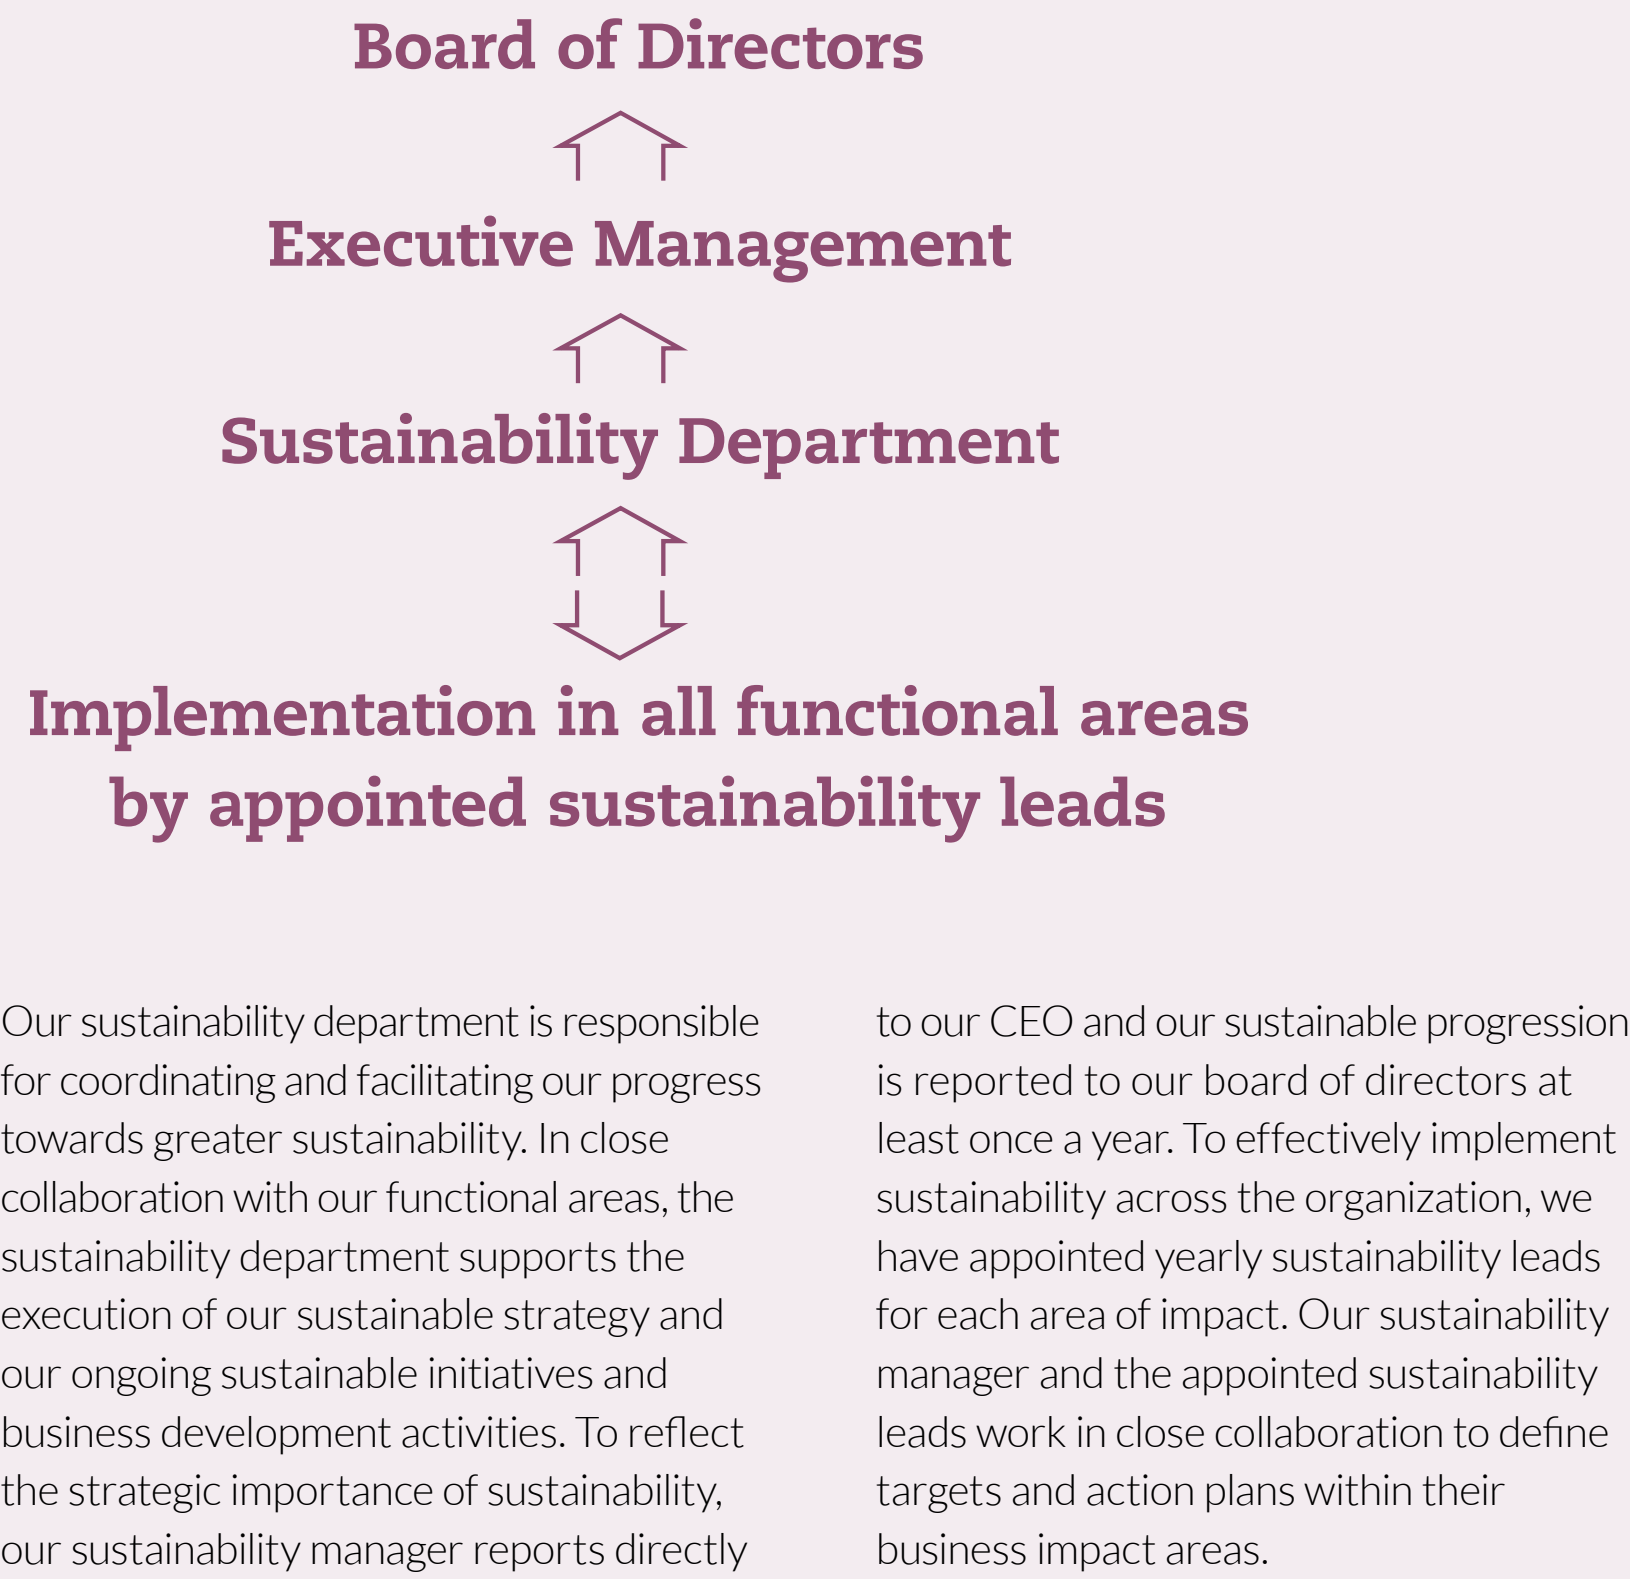 Board of Directors
Executive Management
Sustainability Department
Implementation in all functional areas
by appointed sustainability leads
Our sustainability department is responsible
for coordinating and facilitating our progress
towards greater sustainability. In close
collaboration with our functional areas, the
sustainability department supports the
execution of our sustainable strategy and
our ongoing sustainable initiatives and
business development activities. To reflect
the strategic importance of sustainability,
our sustainability manager reports directly
to our CEO and our sustainable progression
is reported to our board of directors at
least once a year. To effectively implement
sustainability across the organization, we
have appointed yearly sustainability leads
for each area of impact. Our sustainability
manager and the appointed sustainability
leads work in close collaboration to define
targets and action plans within their
business impact areas.